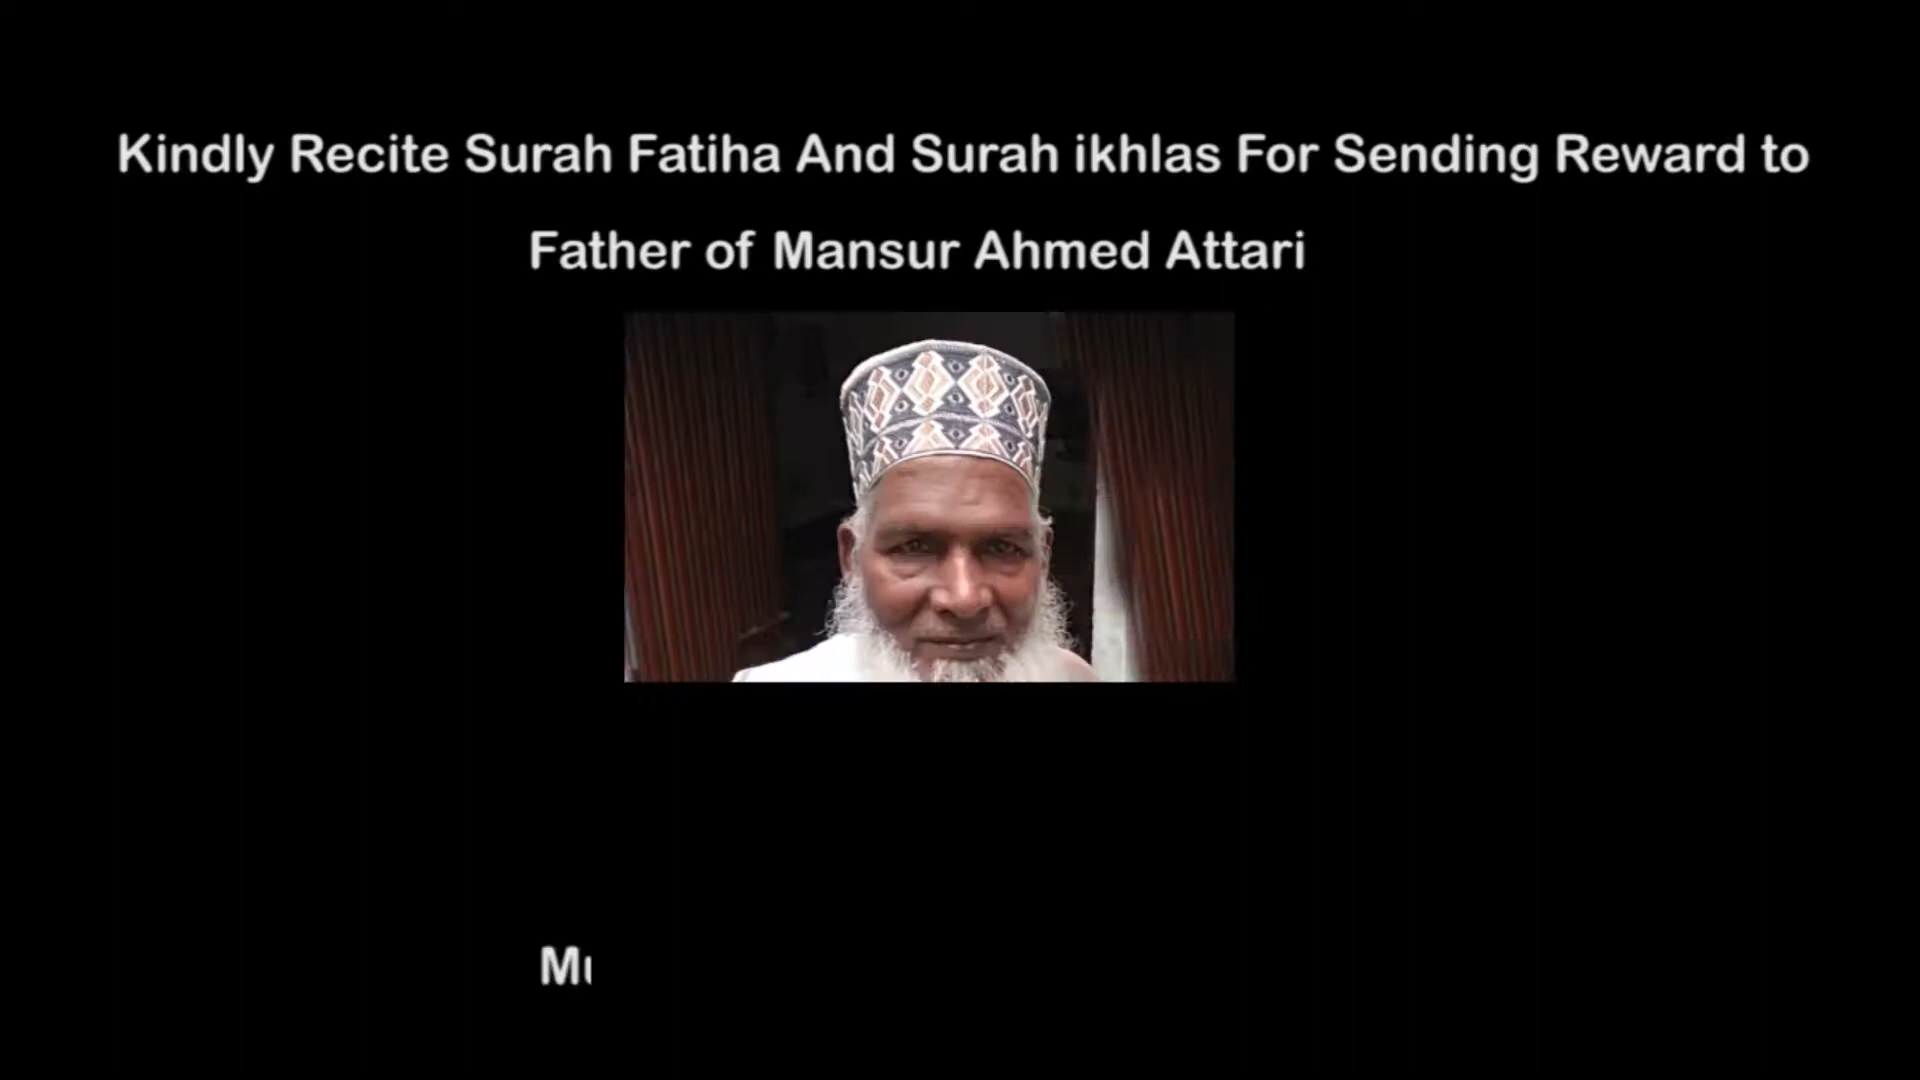 Kindly Recite Surah Fatiha And Surah ikhlas For Sending Reward to
Father of Mansur Ahmed Attari